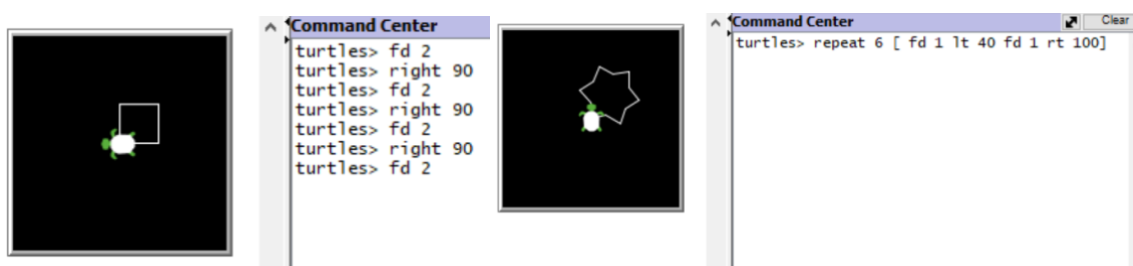 Command Center
turtles> fd 2
turtles> right 90
turtles> fd 2
turtles> right 90
turtles> fd 2
turtles> right 90
turtles> fd 2
Command Center
Clear
turtles> repeat 6 [ fd 1 lt 40 fd 1 rt 100]